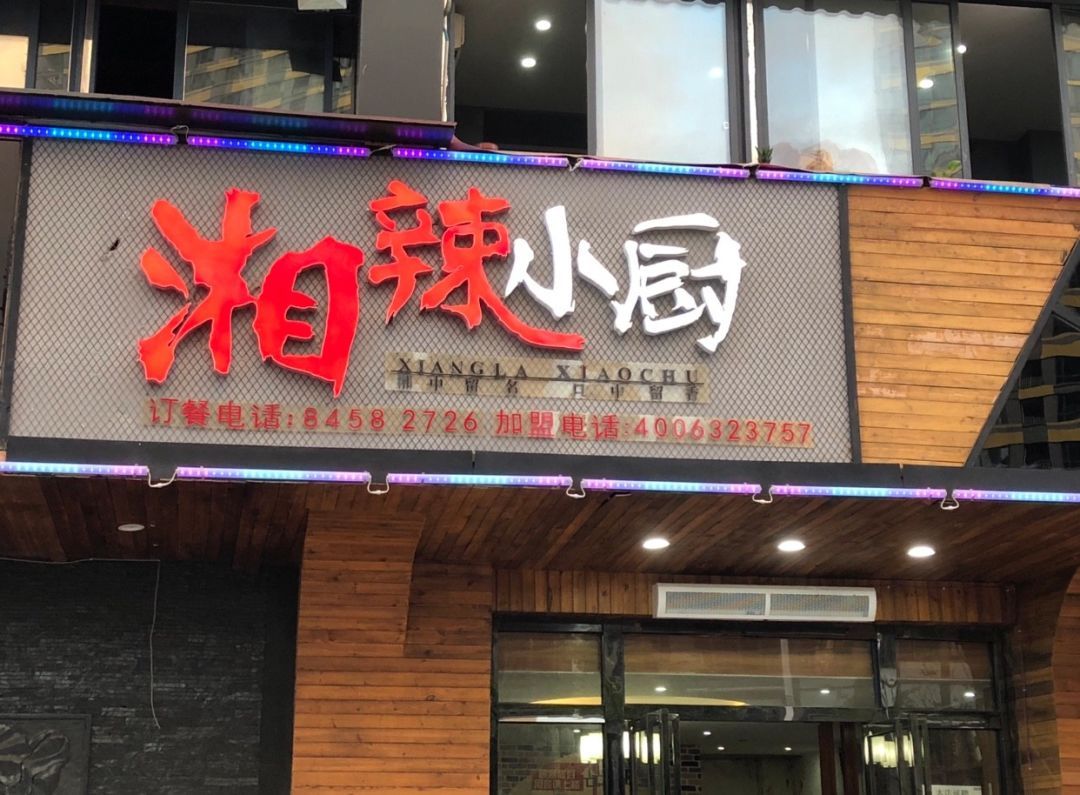 湘辣小厨
XIANGLA XIAOCHU
湘中留名 口中留香
订餐电话:8458 2726 加盟电话:4006323757